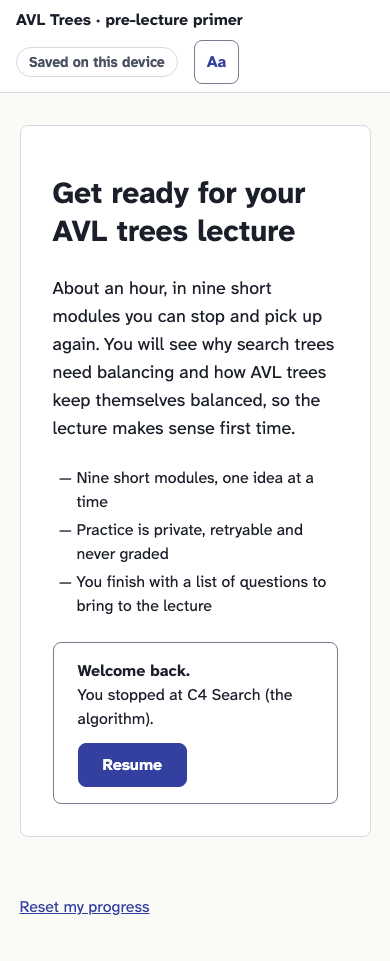 AVL Trees · pre-lecture primer
Saved on this device
Aa
Get ready for your
AVL trees lecture
About an hour, in nine short
modules you can stop and pick up
again. You will see why search trees
need balancing and how AVL trees
keep themselves balanced, so the
lecture makes sense first time.
— Nine short modules, one idea at a
time
— Practice is private, retryable and
never graded
— You finish with a list of questions to
bring to the lecture
Welcome back.
You stopped at C4 Search (the
algorithm).
Resume
Reset my progress